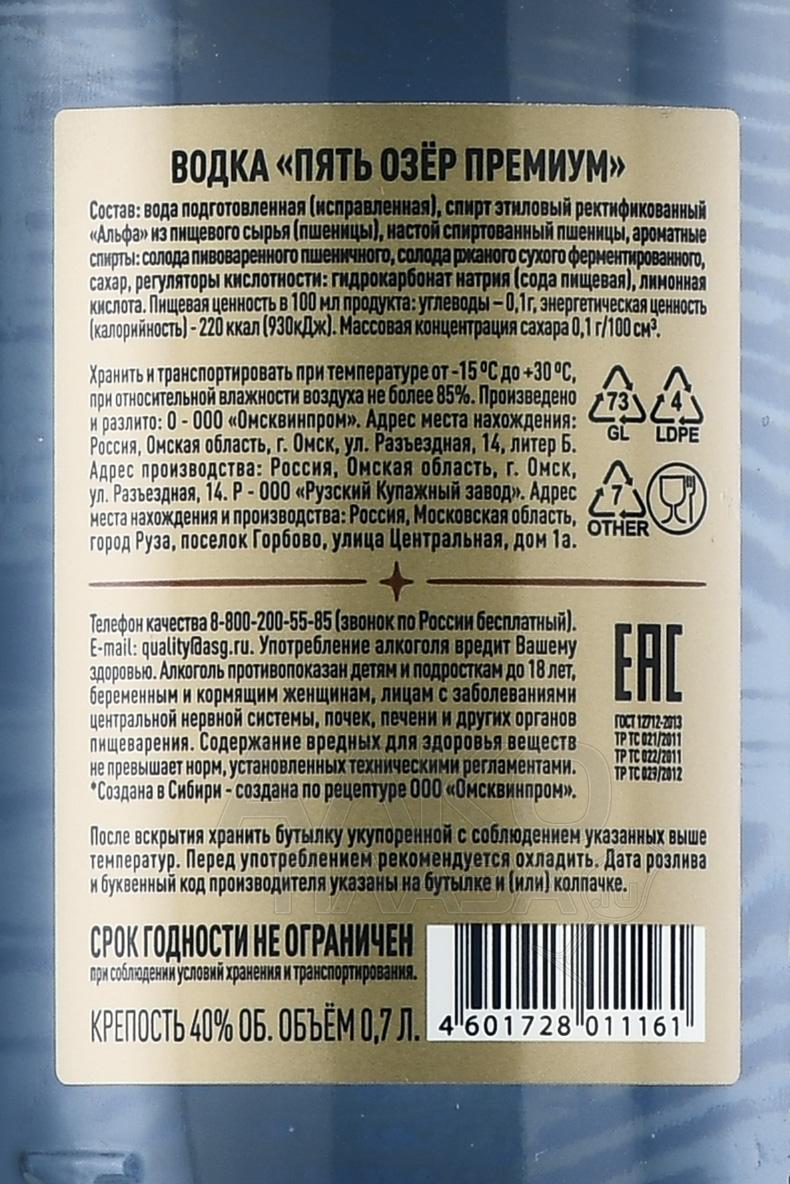 ВОДКА «ПЯТЬ ОЗЁР ПРЕМИУМ»
Состав: вода подготовленная (исправленная), спирт этиловый ректификованный
«Альфа» из пищевого сырья (пшеницы), настой спиртованный пшеницы, ароматные
спирты: солода пивоваренного пшеничного, солода ржаного сухого ферментированного,
сахар, регуляторы кислотности: гидрокарбонат натрия (сода пищевая), лимонная
кислота. Пищевая ценность в 100 мл продукта: углеводы – 0,1г, энергетическая ценность
(калорийность) - 220 ккал (930кДж). Массовая концентрация сахара 0,1 г/100 см³.
Хранить и транспортировать при температуре от -15 ºС до +30 ºС,
при относительной влажности воздуха не более 85%. Произведено
и разлито: О - ООО «Омсквинпром». Адрес места нахождения:
Россия, Омская область, г. Омск, ул. Разъездная, 14, литер Б.
Адрес производства: Россия, Омская область, г. Омск,
ул. Разъездная, 14. Р - ООО «Рузский Купажный завод». Адрес
места нахождения и производства: Россия, Московская область,
город Руза, поселок Горбово, улица Центральная, дом 1а.
73
GL
4
LDPE
7
OTHER
Телефон качества 8-800-200-55-85 (звонок по России бесплатный).
E-mail: quality@asg.ru. Употребление алкоголя вредит Вашему
здоровью. Алкоголь противопоказан детям и подросткам до 18 лет,
беременным и кормящим женщинам, лицам с заболеваниями
центральной нервной системы, почек, печени и других органов
пищеварения. Содержание вредных для здоровья веществ
не превышает норм, установленных техническими регламентами.
*Создана в Сибири - создана по рецептуре ООО «Омсквинпром».
ЕАС
ГОСТ 12712-2013
ТР ТС 021/2011
ТР ТС 022/2011
ТР ТС 029/2012
После вскрытия хранить бутылку укупоренной с соблюдением указанных выше
температур. Перед употреблением рекомендуется охладить. Дата розлива
и буквенный код производителя указаны на бутылке и (или) колпачке.
СРОК ГОДНОСТИ НЕ ОГРАНИЧЕН
при соблюдении условий хранения и транспортирования.
КРЕПОСТЬ 40% ОБ. ОБЪЁМ 0,7 Л.
4 601728 011161
АЛКО
ПЛАЗА.ru